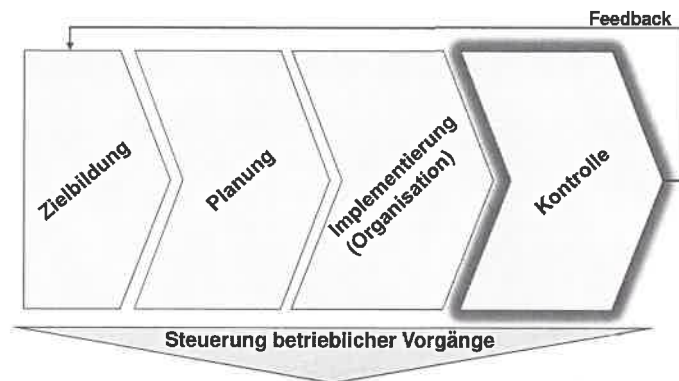 Feedback
Zielbildung
Planung
Implementierung
(Organisation)
Kontrolle
Steuerung betrieblicher Vorgänge